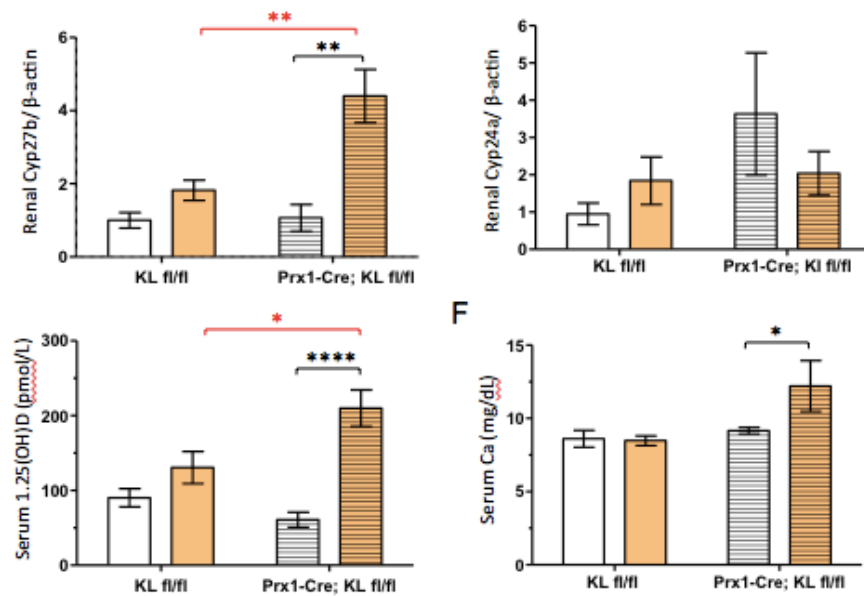 **
**
Renal Cyp27b/ β-actin
6
4
2
0
KL fl/fl
Prx1-Cre; KL fl/fl
Renal Cyp24a/ β-actin
6
5
4
3
2
1
0
KL fl/fl
Prx1-Cre; Kl fl/fl
*
****
Serum 1.25(OH)D (pmol/L)
300
200
100
0
KL fl/fl
Prx1-Cre; KL fl/fl
F
*
Serum Ca (mg/dL)
15
10
5
0
KL fl/fl
Prx1-Cre; KL fl/fl